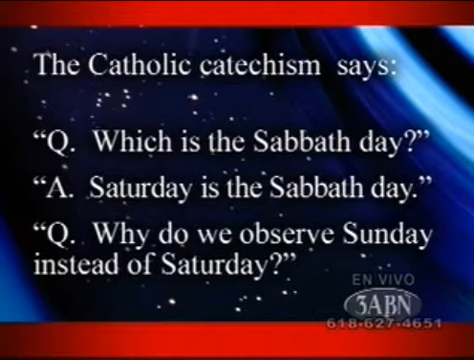 The Catholic catechism says:
“Q. Which is the Sabbath day?”
“A. Saturday is the Sabbath day.”
“Q. Why do we observe Sunday
instead of Saturday?”
EN VIVO
3ABN
618-627-4651